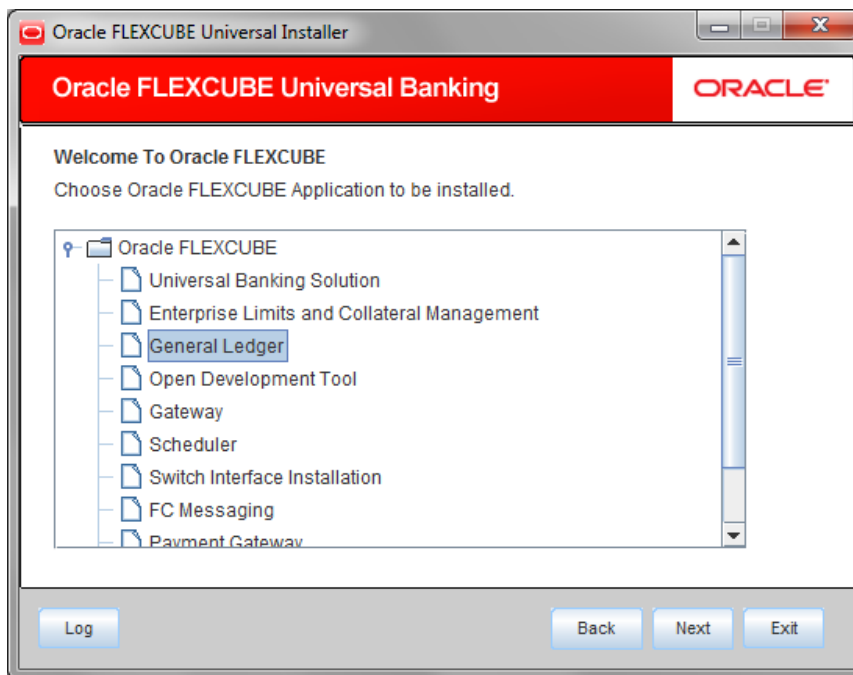 Oracle FLEXCUBE Universal Installer
Oracle FLEXCUBE Universal Banking
ORACLE®
Welcome To Oracle FLEXCUBE
Choose Oracle FLEXCUBE Application to be installed.
Oracle FLEXCUBE
Universal Banking Solution
Enterprise Limits and Collateral Management
General Ledger
Open Development Tool
Gateway
Scheduler
Switch Interface Installation
FC Messaging
Payment Gateway
Log Back Next Exit